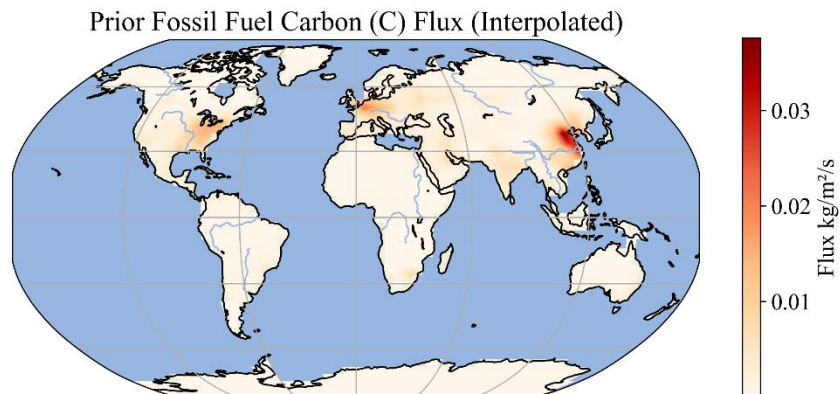 Prior Fossil Fuel Carbon (C) Flux (Interpolated)
0.03
0.02
0.01
Flux kg/m²/s